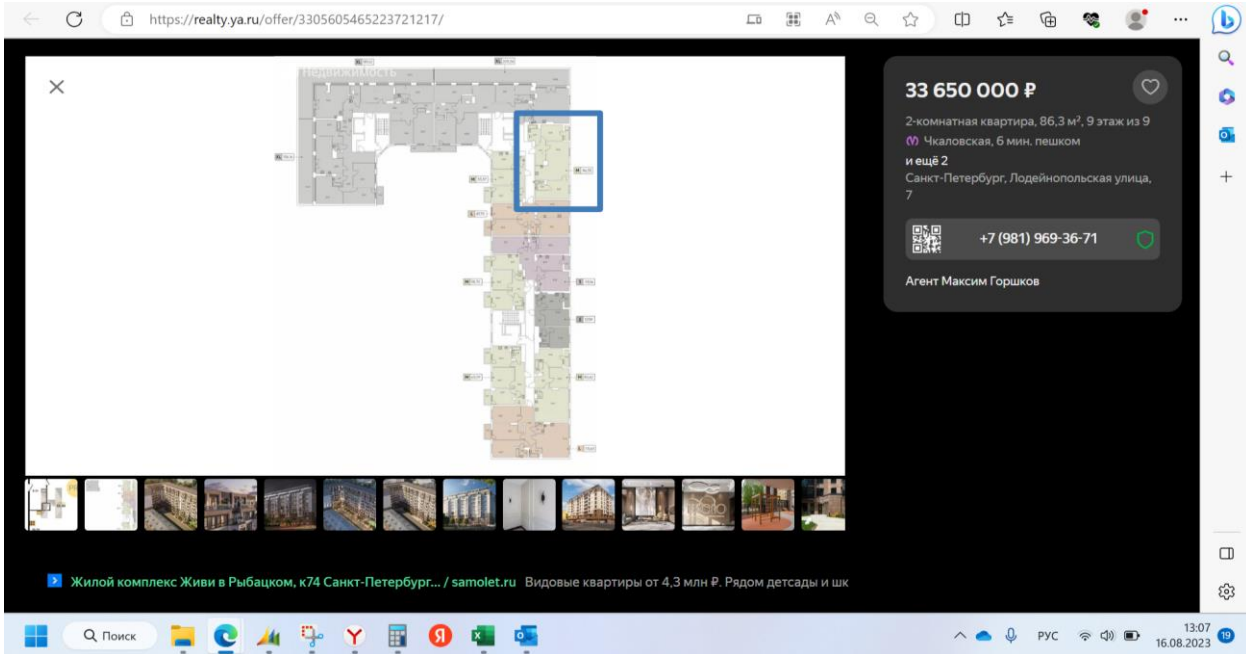 https://realty.ya.ru/offer/3305605465223721217/
Недвижимость
33 650 000 ₽
2-комнатная квартира, 86,3 м², 9 этаж из 9
Чкаловская, 6 мин. пешком
и ещё 2
Санкт-Петербург, Лодейнопольская улица,
7
+7 (981) 969-36-71
Агент Максим Горшков
Жилой комплекс Живи в Рыбацком, к74 Санкт-Петербург... / samolet.ru Видовые квартиры от 4,3 млн ₽. Рядом детсады и шк
Поиск
РУС
13:07
16.08.2023
19